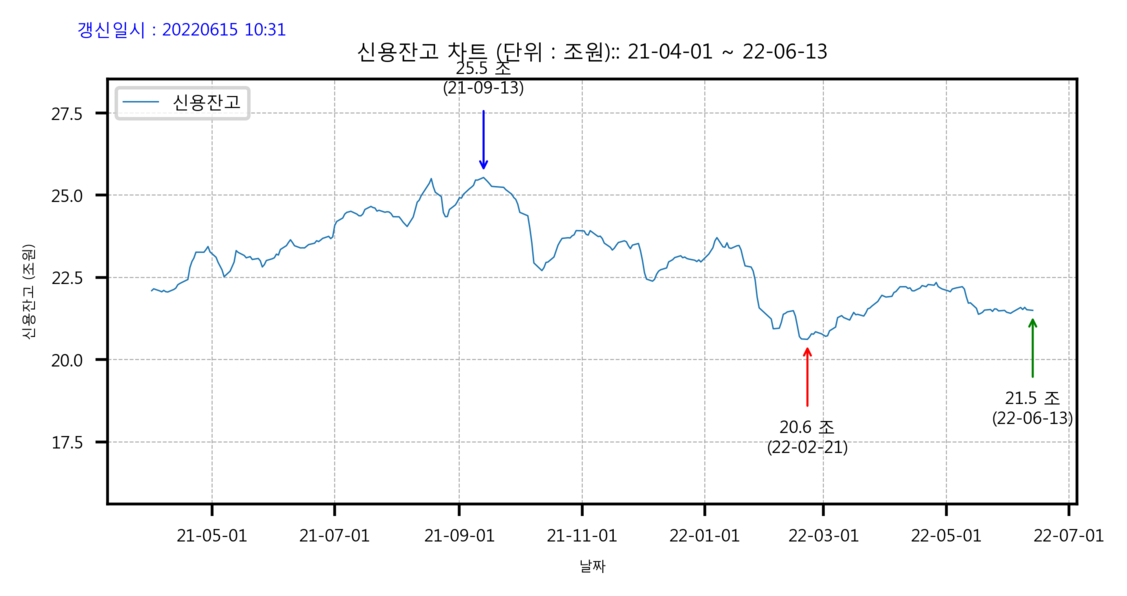 갱신일시 : 20220615 10:31
신용잔고 차트 (단위 : 조원):: 21-04-01 ~ 22-06-13
25.5 조
(21-09-13)
신용잔고
27.5
25.0
22.5
20.0
17.5
신용잔고 (조원)
20.6 조
(22-02-21)
21.5 조
(22-06-13)
21-05-01
21-07-01
21-09-01
21-11-01
22-01-01
22-03-01
22-05-01
22-07-01
날짜